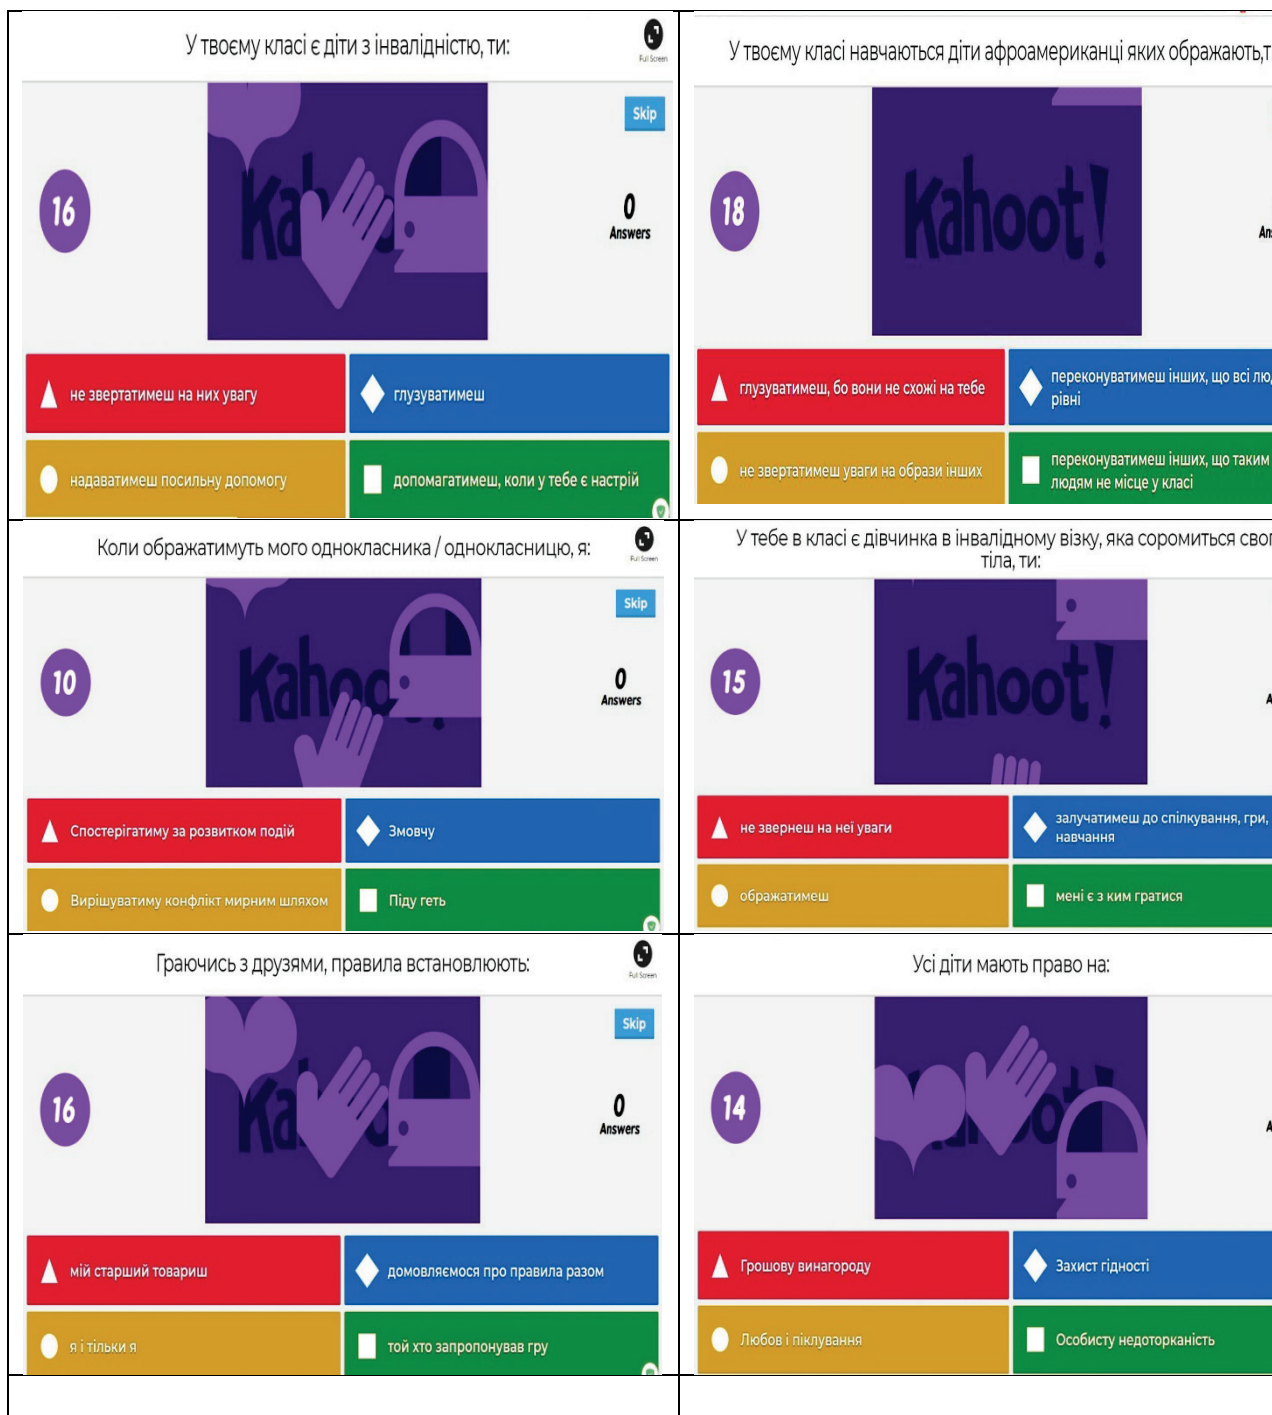 У твоєму класі є діти з інвалідністю, ти:
Full Screen
Skip
16
Kahoot!
0
Answers
не звертатимеш на них увагу
глузуватимеш
надаватимеш посильну допомогу
допомагатимеш, коли у тебе є настрій
У твоєму класі навчаються діти афроамериканці яких ображають,т
18
Kahoot!
глузуватимеш, бо вони не схожі на тебе
переконуватимеш інших, що всі
рівні
не звертатимеш уваги на образи інших
переконуватимеш інших, що таким
людям не місце у класі
Коли ображатимуть мого однокласника / однокласницю, я:
Full Screen
Skip
10
Kahoot!
0
Answers
Спостерігатиму за розвитком подій
Змовчу
Вирішуватиму конфлікт мирним шляхом
Піду геть
У тебе в класі є дівчинка в інвалідному візку, яка соромиться
тіла, ти:
15
Kahoot!
не звернеш на неї уваги
залучатимеш до спілкування, гри,
навчання
ображатимеш
мені є з ким гратися
Граючись з друзями, правила встановлюють:
Full Screen
Skip
16
0
Answers
мій старший товариш
домовляємося про правила разом
я і тільки я
той хто запропонував гру
Усі діти мають право на:
14
Kahoot!
Грошову винагороду
Захист гідності
Любов і піклування
Особисту недоторканість